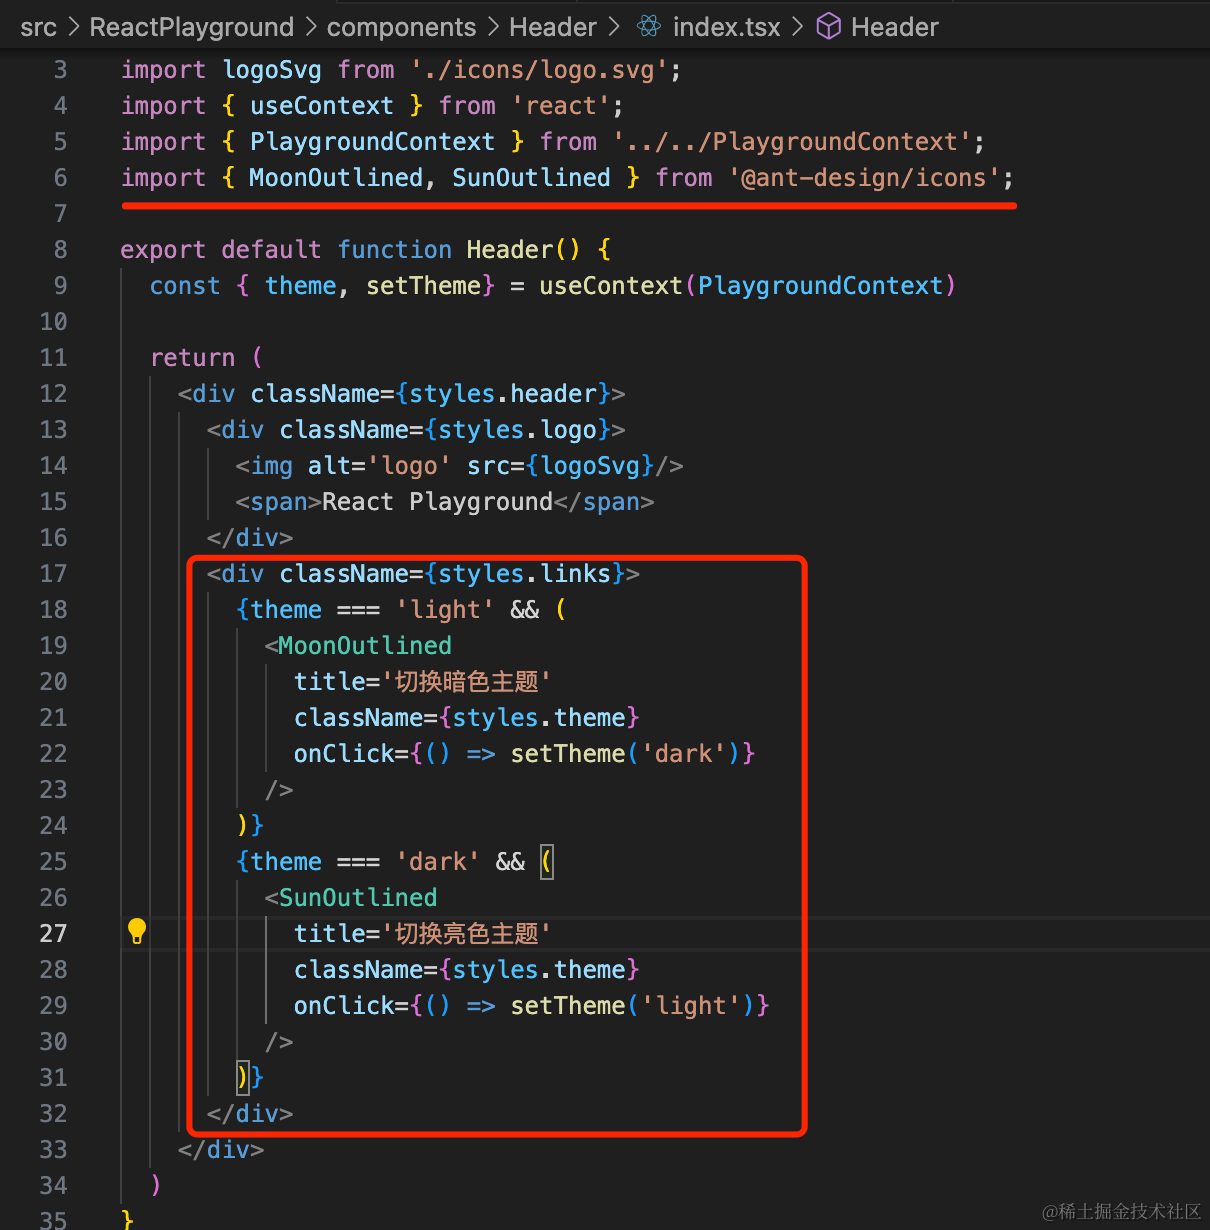 src > ReactPlayground > components > Header > index.tsx > Header
3 import logoSvg from './icons/logo.svg';
4 import { useContext } from 'react';
5 import { PlaygroundContext } from '../../PlaygroundContext';
6 import { MoonOutlined, SunOutlined } from '@ant-design/icons';
7
8 export default function Header() {
9   const { theme, setTheme} = useContext(PlaygroundContext)
10
11   return (
12     <div className={styles.header}>
13       <div className={styles.logo}>
14         <img alt='logo' src={logoSvg}/>
15         <span>React Playground</span>
16       </div>
17       <div className={styles.links}>
18         {theme === 'light' && (
19           <MoonOutlined
20             title='切换暗色主题'
21             className={styles.theme}
22             onClick={() => setTheme('dark')}
23           />
24         )}
25         {theme === 'dark' && (
26           <SunOutlined
27             title='切换亮色主题'
28             className={styles.theme}
29             onClick={() => setTheme('light')}
30           />
31         )}
32       </div>
33     </div>
34   )
35 }
@稀土掘金技术社区